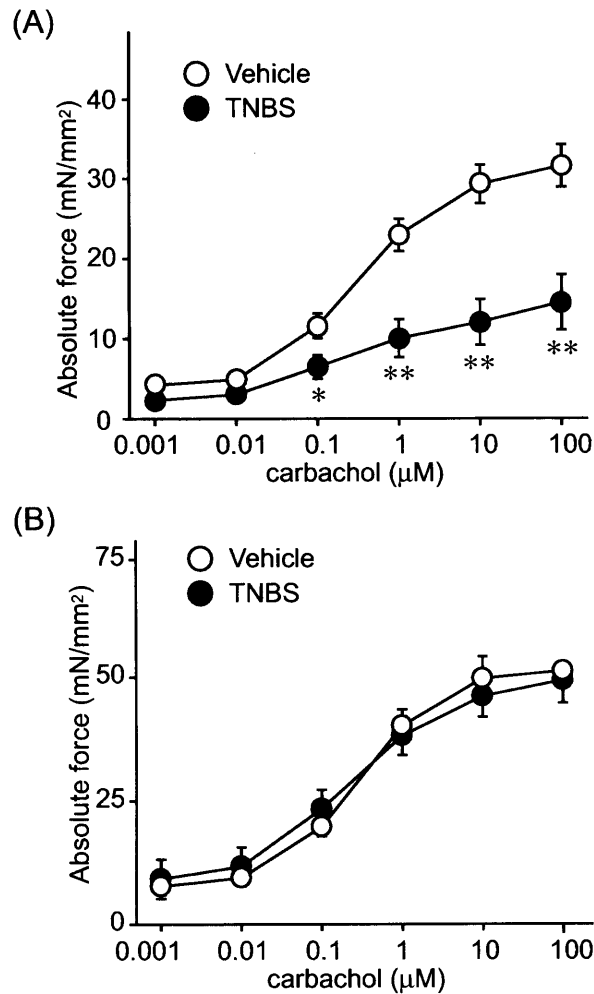 (A)
Vehicle
TNBS
Absolute force (mN/mm²)
40
30
20
10
0
* ** ** **
0.001 0.01 0.1 1 10 100
carbachol (μM)
(B)
Vehicle
TNBS
Absolute force (mN/mm²)
75
50
25
0
0.001 0.01 0.1 1 10 100
carbachol (μM)